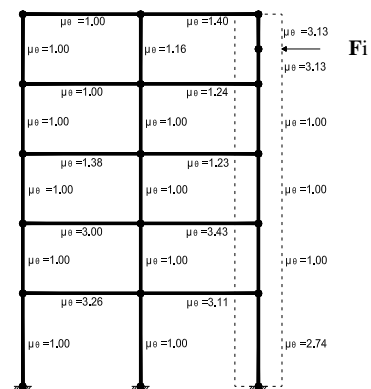 μθ =1.00 μθ =1.40
μθ =3.13
μθ =1.00 μθ =1.16 Fi
μθ =3.13
μθ =1.00 μθ =1.24
μθ =1.00 μθ =1.00 μθ =1.00
μθ =1.38 μθ =1.23
μθ =1.00 μθ =1.00 μθ =1.00
μθ =3.00 μθ =3.43
μθ =1.00 μθ =1.00 μθ =1.00
μθ =3.26 μθ =3.11
μθ =1.00 μθ =1.00 μθ =2.74